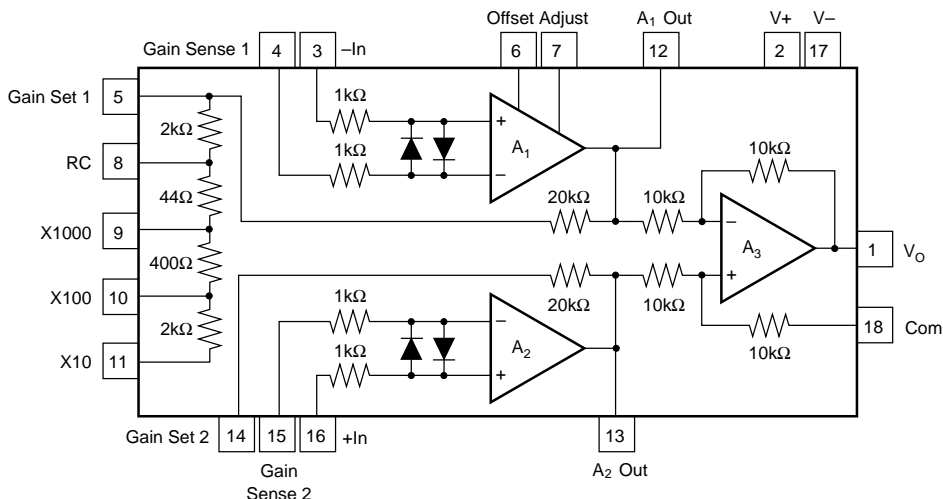 Offset Adjust
A1 Out
V+
V–
Gain Sense 1
4
3
–In
6
7
12
2
17
Gain Set 1
5
1kΩ
2kΩ
+
A1
–
1kΩ
RC
8
10kΩ
44Ω
20kΩ
10kΩ
–
X1000
9
A3
1
VO
400Ω
+
20kΩ
10kΩ
X100
10
1kΩ
18
Com
2kΩ
–
A2
+
1kΩ
10kΩ
X10
11
Gain Set 2
14
15
16
+In
13
Gain
Sense 2
A2 Out